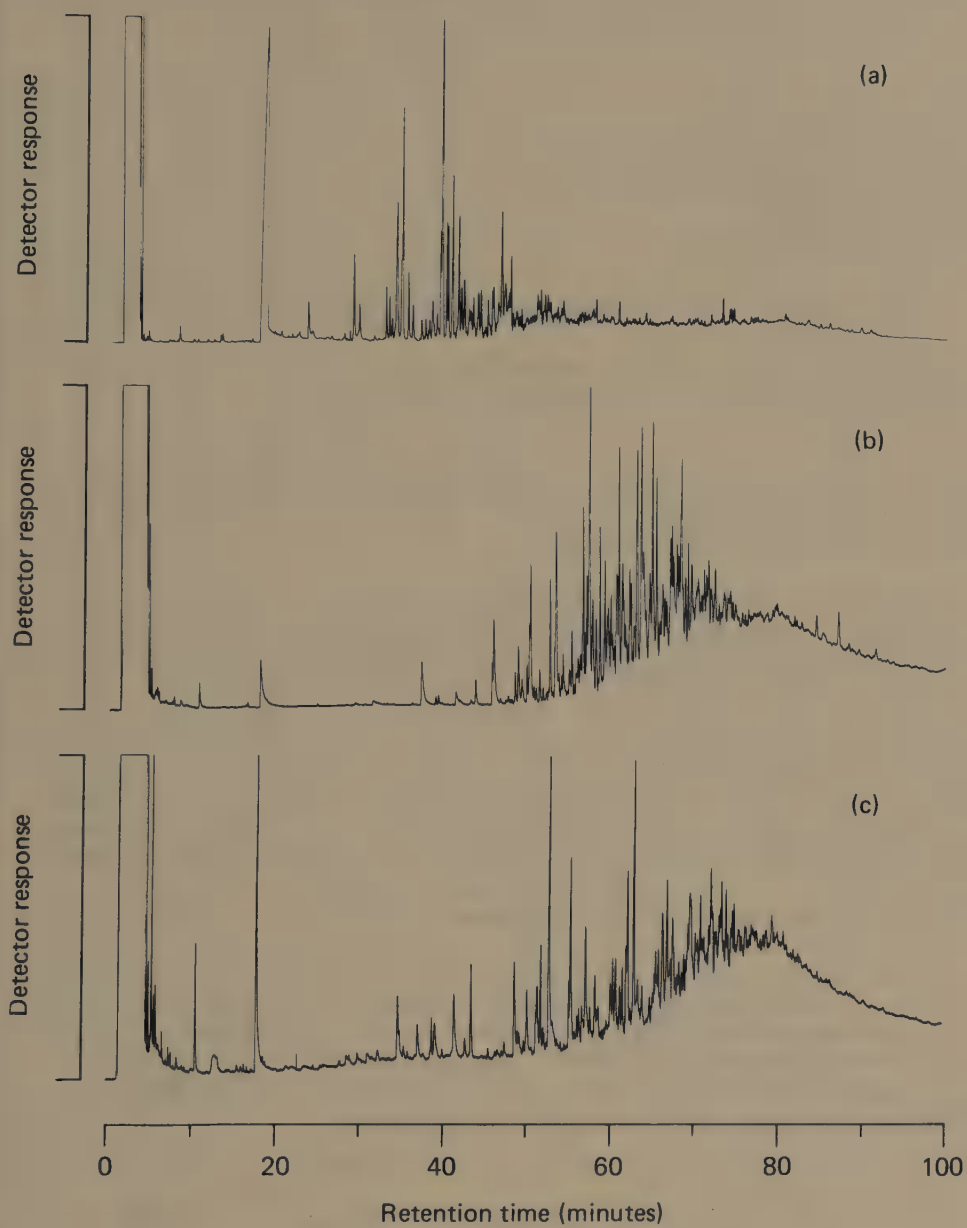 (a)
Detector response
(b)
Detector response
(c)
Detector response
0 20 40 60 80 100
Retention time (minutes)